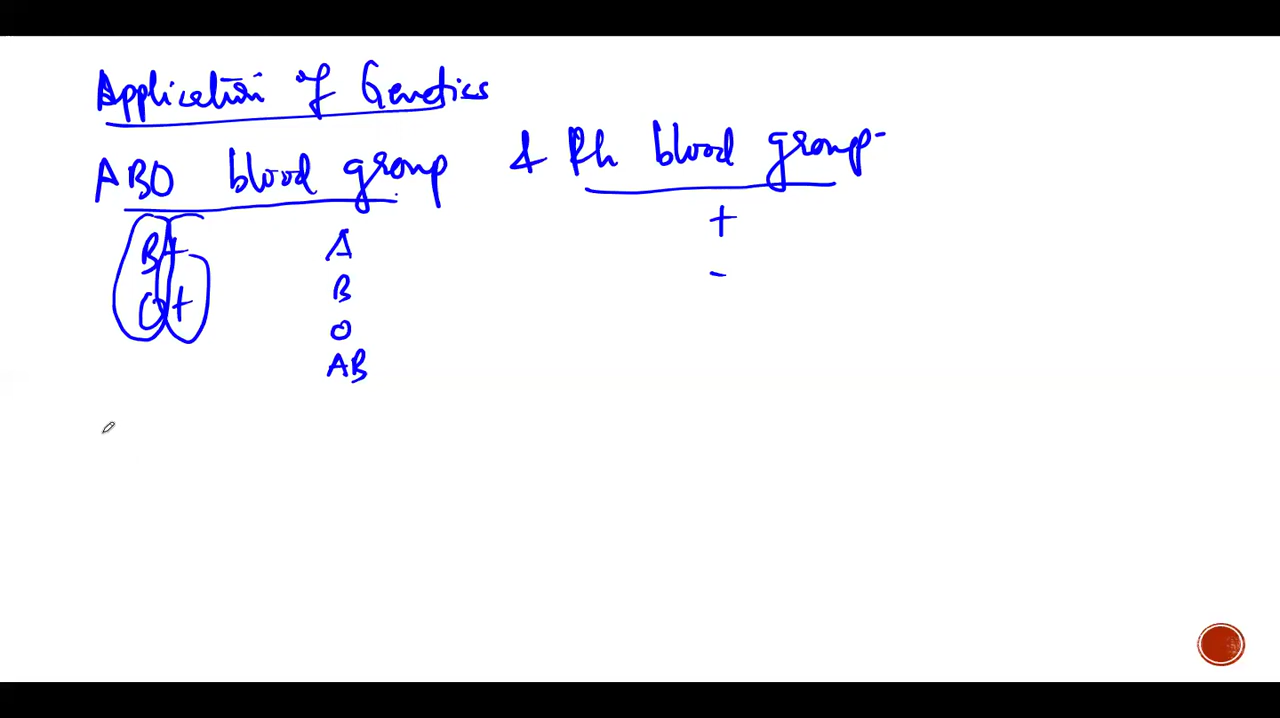 Application of Genetics
ABO blood group & Rh blood group
B+ A +
O+ B -
O
AB